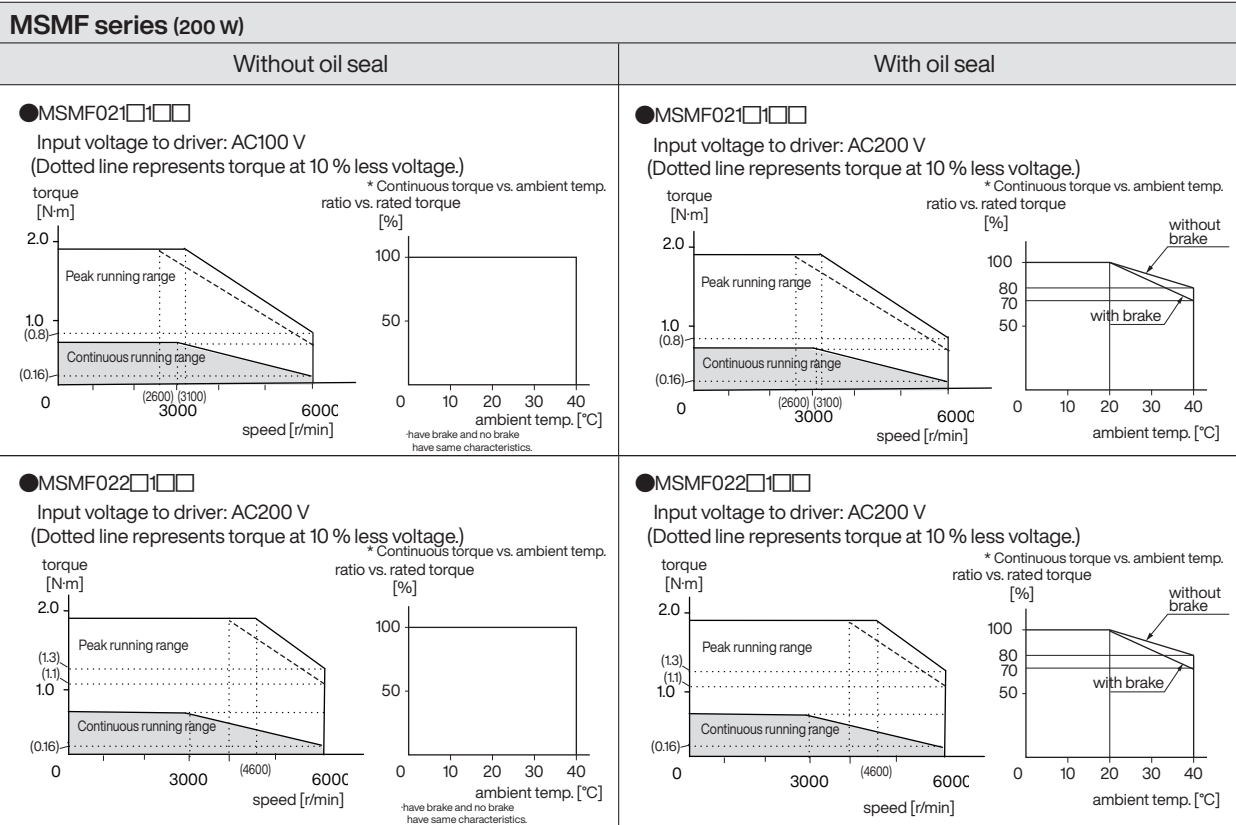 MSMF series (200 W)
Without oil seal
With oil seal
●MSMF021□1□□
Input voltage to driver: AC100 V
(Dotted line represents torque at 10 % less voltage.)
* Continuous torque vs. ambient temp.
torque
[N·m]
ratio vs. rated torque
[%]
2.0
Peak running range
1.0
(0.8)
Continuous running range
(0.16)
0
(2600) (3100)
3000
6000
speed [r/min]
100
50
0 10 20 30 40
ambient temp. [°C]
·have brake and no brake
have same characteristics.
●MSMF021□1□□
Input voltage to driver: AC200 V
(Dotted line represents torque at 10 % less voltage.)
* Continuous torque vs. ambient temp.
torque
[N·m]
ratio vs. rated torque
[%]
2.0
Peak running range
1.0
(0.8)
Continuous running range
(0.16)
0
(2600) (3100)
3000
6000
speed [r/min]
without
brake
100
80
70
with brake
50
0 10 20 30 40
ambient temp. [°C]
●MSMF022□1□□
Input voltage to driver: AC200 V
(Dotted line represents torque at 10 % less voltage.)
* Continuous torque vs. ambient temp.
torque
[N·m]
ratio vs. rated torque
[%]
2.0
Peak running range
(1.3)
(1.1)
1.0
Continuous running range
(0.16)
0
3000
(4600)
6000
speed [r/min]
100
50
0 10 20 30 40
ambient temp. [°C]
·have brake and no brake
have same characteristics.
●MSMF022□1□□
Input voltage to driver: AC200 V
(Dotted line represents torque at 10 % less voltage.)
* Continuous torque vs. ambient temp.
torque
[N·m]
ratio vs. rated torque
[%]
2.0
Peak running range
(1.3)
(1.1)
1.0
Continuous running range
(0.16)
0
3000
(4600)
6000
speed [r/min]
without
brake
100
80
70
with brake
50
0 10 20 30 40
ambient temp. [°C]